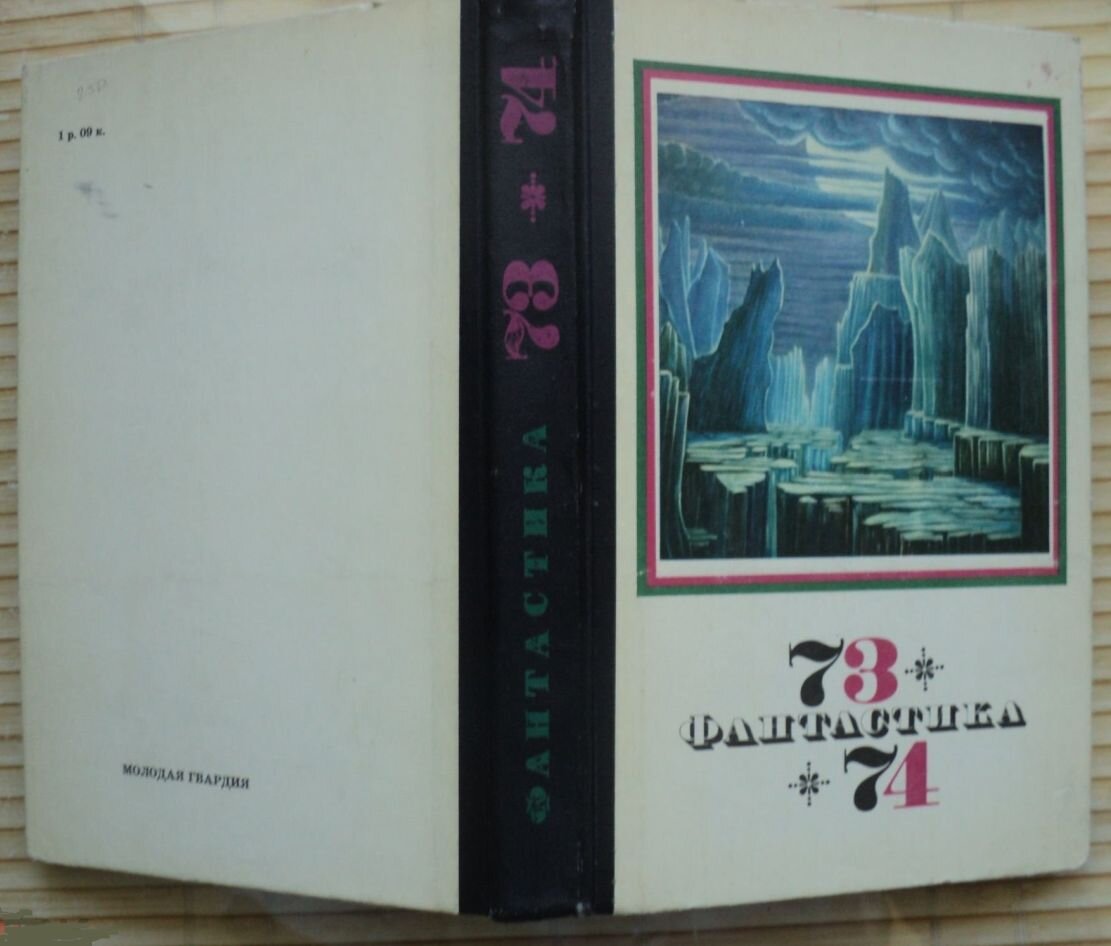 1 р. 09 к.
МОЛОДАЯ ГВАРДИЯ
ФАНТАСТИКА 73 * 74
73 *
ФАНТАСТИКА
* 74